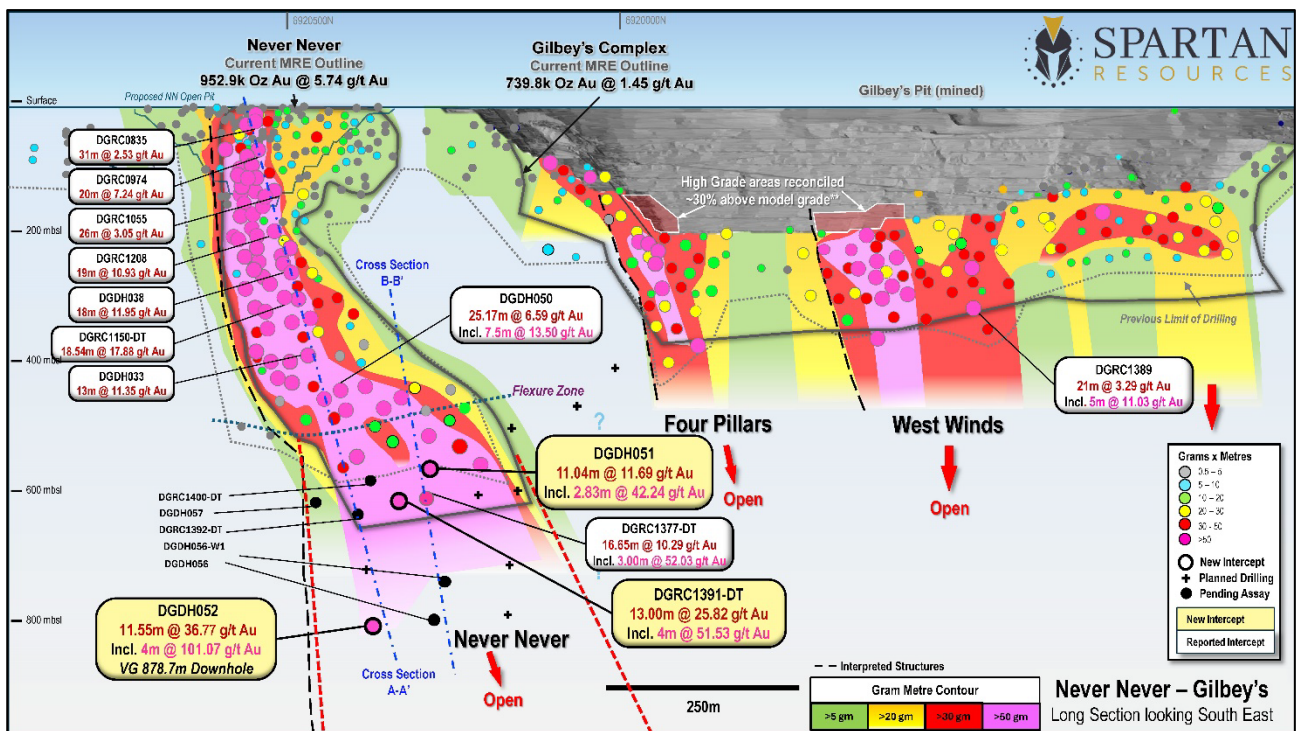 6920500N
6920000N
Never Never
Current MRE Outline
952.9k Oz Au @ 5.74 g/t Au
Gilbey's Complex
Current MRE Outline
739.8k Oz Au @ 1.45 g/t Au
SPARTAN
RESOURCES
Surface
Proposed NN Open Pit
Gilbey's Pit (mined)
DGRC0835
31m @ 2.53 g/t Au
DGRC0974
20m @ 7.24 g/t Au
DGRC1055
26m @ 3.05 g/t Au
DGRC1208
19m @ 10.93 g/t Au
DGDH038
18m @ 11.95 g/t Au
DGRC1150-DT
18.54m @ 17.88 g/t Au
DGDH033
13m @ 11.35 g/t Au
200 mbsl
400 mbsl
600 mbsl
800 mbsl
High Grade areas reconciled
~30% above model grade**
Cross Section
B-B'
DGDH050
25.17m @ 6.59 g/t Au
Incl. 7.5m @ 13.50 g/t Au
Previous Limit of Drilling
DGRC1389
21m @ 3.29 g/t Au
Incl. 5m @ 11.03 g/t Au
Flexure Zone
?
Four Pillars
Open
West Winds
Open
DGDH051
11.04m @ 11.69 g/t Au
Incl. 2.83m @ 42.24 g/t Au
DGRC1400-DT
DGDH057
DGRC1392-DT
DGDH056-W1
DGDH056
DGRC1377-DT
16.65m @ 10.29 g/t Au
Incl. 3.00m @ 52.03 g/t Au
?
DGRC1391-DT
13.00m @ 25.82 g/t Au
Incl. 4m @ 51.53 g/t Au
DGDH052
11.55m @ 36.77 g/t Au
Incl. 4m @ 101.07 g/t Au
VG 878.7m Downhole
Never Never
Open
Cross Section
A-A'
250m
Grams x Metres
0.5 – 5
5 – 10
10 – 20
20 – 30
30 - 50
>50
New Intercept
Planned Drilling
Pending Assay
New Intercept
Reported Intercept
Interpreted Structures
Gram Metre Contour
>5 gm
>20 gm
>30 gm
>50 gm
Never Never – Gilbey's
Long Section looking South East